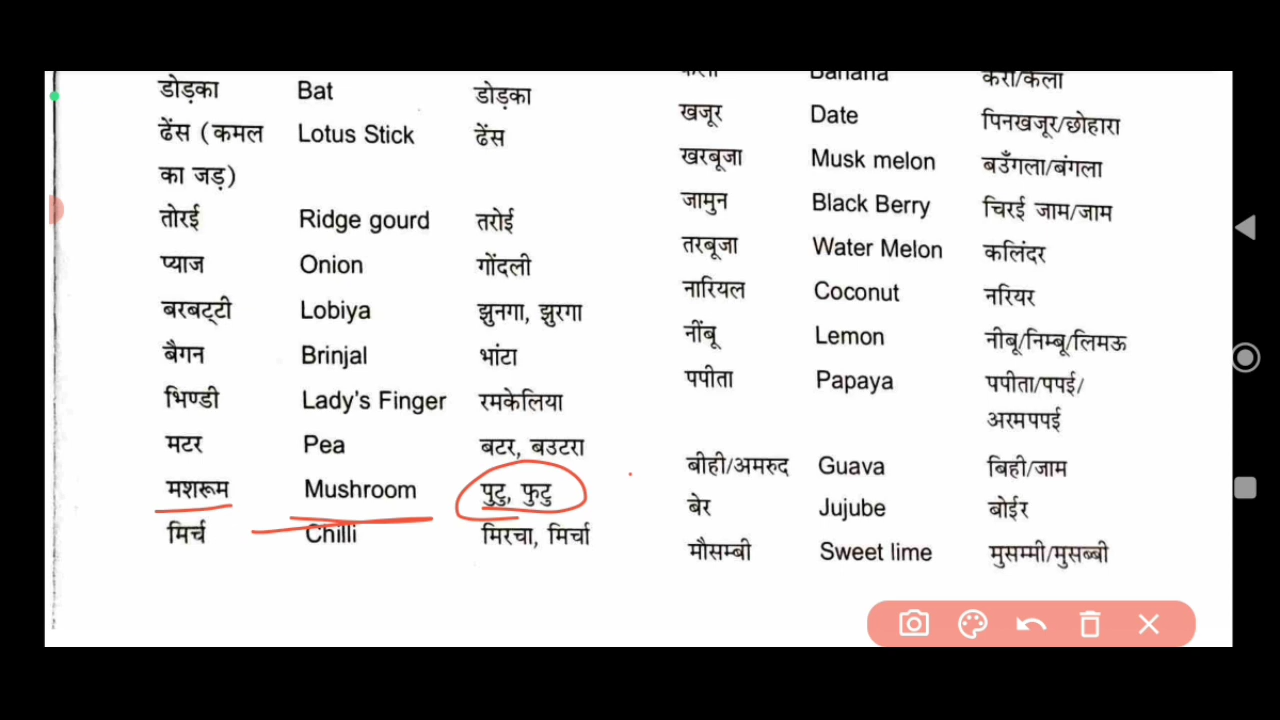 डोड़का Bat डोड़का
ढेंस (कमल Lotus Stick ढेंस
का जड़)
तोरई Ridge gourd तरोई
प्याज Onion गोंदली
बरबट्टी Lobiya झुनगा, झुरगा
बैगन Brinjal भांटा
भिण्डी Lady's Finger रमकेलिया
मटर Pea बटर, बउटरा
मशरूम Mushroom पुटु, फुटु
मिर्च Chilli मिरचा, मिर्चा
केला Banana केरा/केला
खजूर Date पिनखजूर/छोहारा
खरबूजा Musk melon बउँगला/बंगला
जामुन Black Berry चिरई जाम/जाम
तरबूजा Water Melon कलिंदर
नारियल Coconut नरियर
नींबू Lemon नीबू/निम्बू/लिमऊ
पपीता Papaya पपीता/पपई/
अरमपपई
बीही/अमरुद Guava बिही/जाम
बेर Jujube बोईर
मौसम्बी Sweet lime मुसम्मी/मुसब्बी